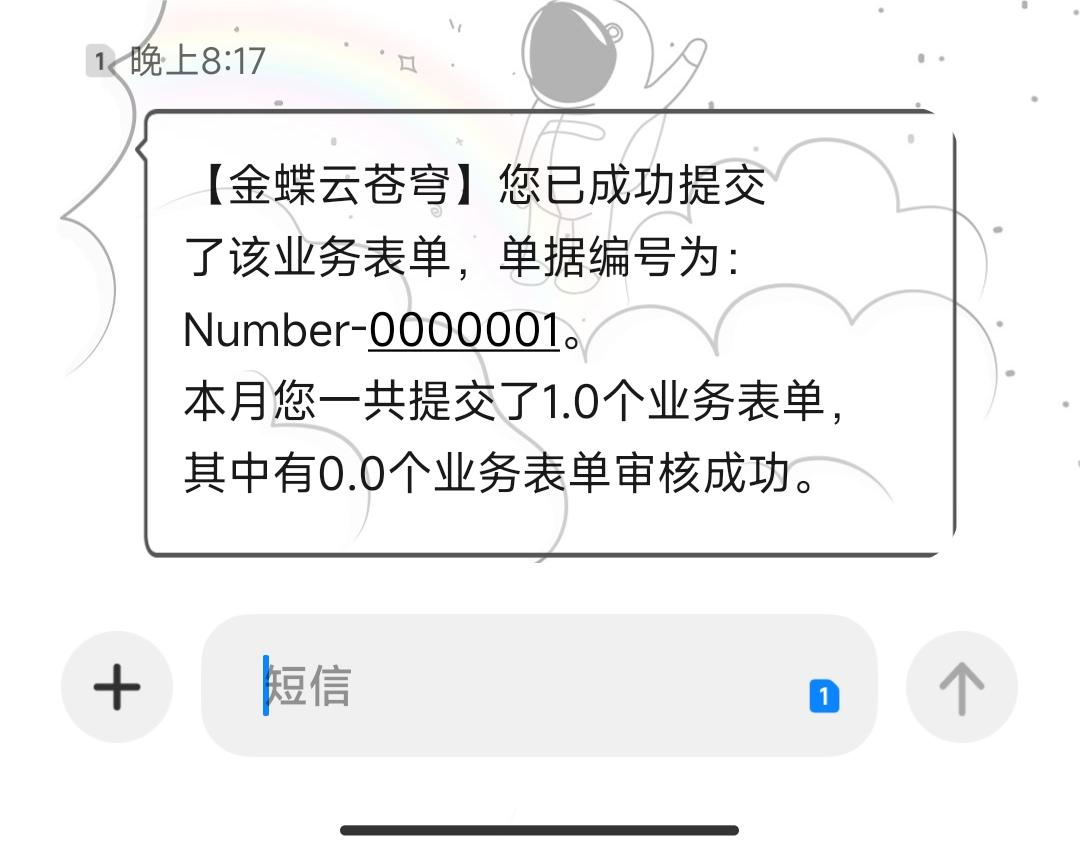 1 晚上8:17
【金蝶云苍穹】您已成功提交
了该业务表单，单据编号为：
Number-0000001。
本月您一共提交了1.0个业务表单，
其中有0.0个业务表单审核成功。
短信
1